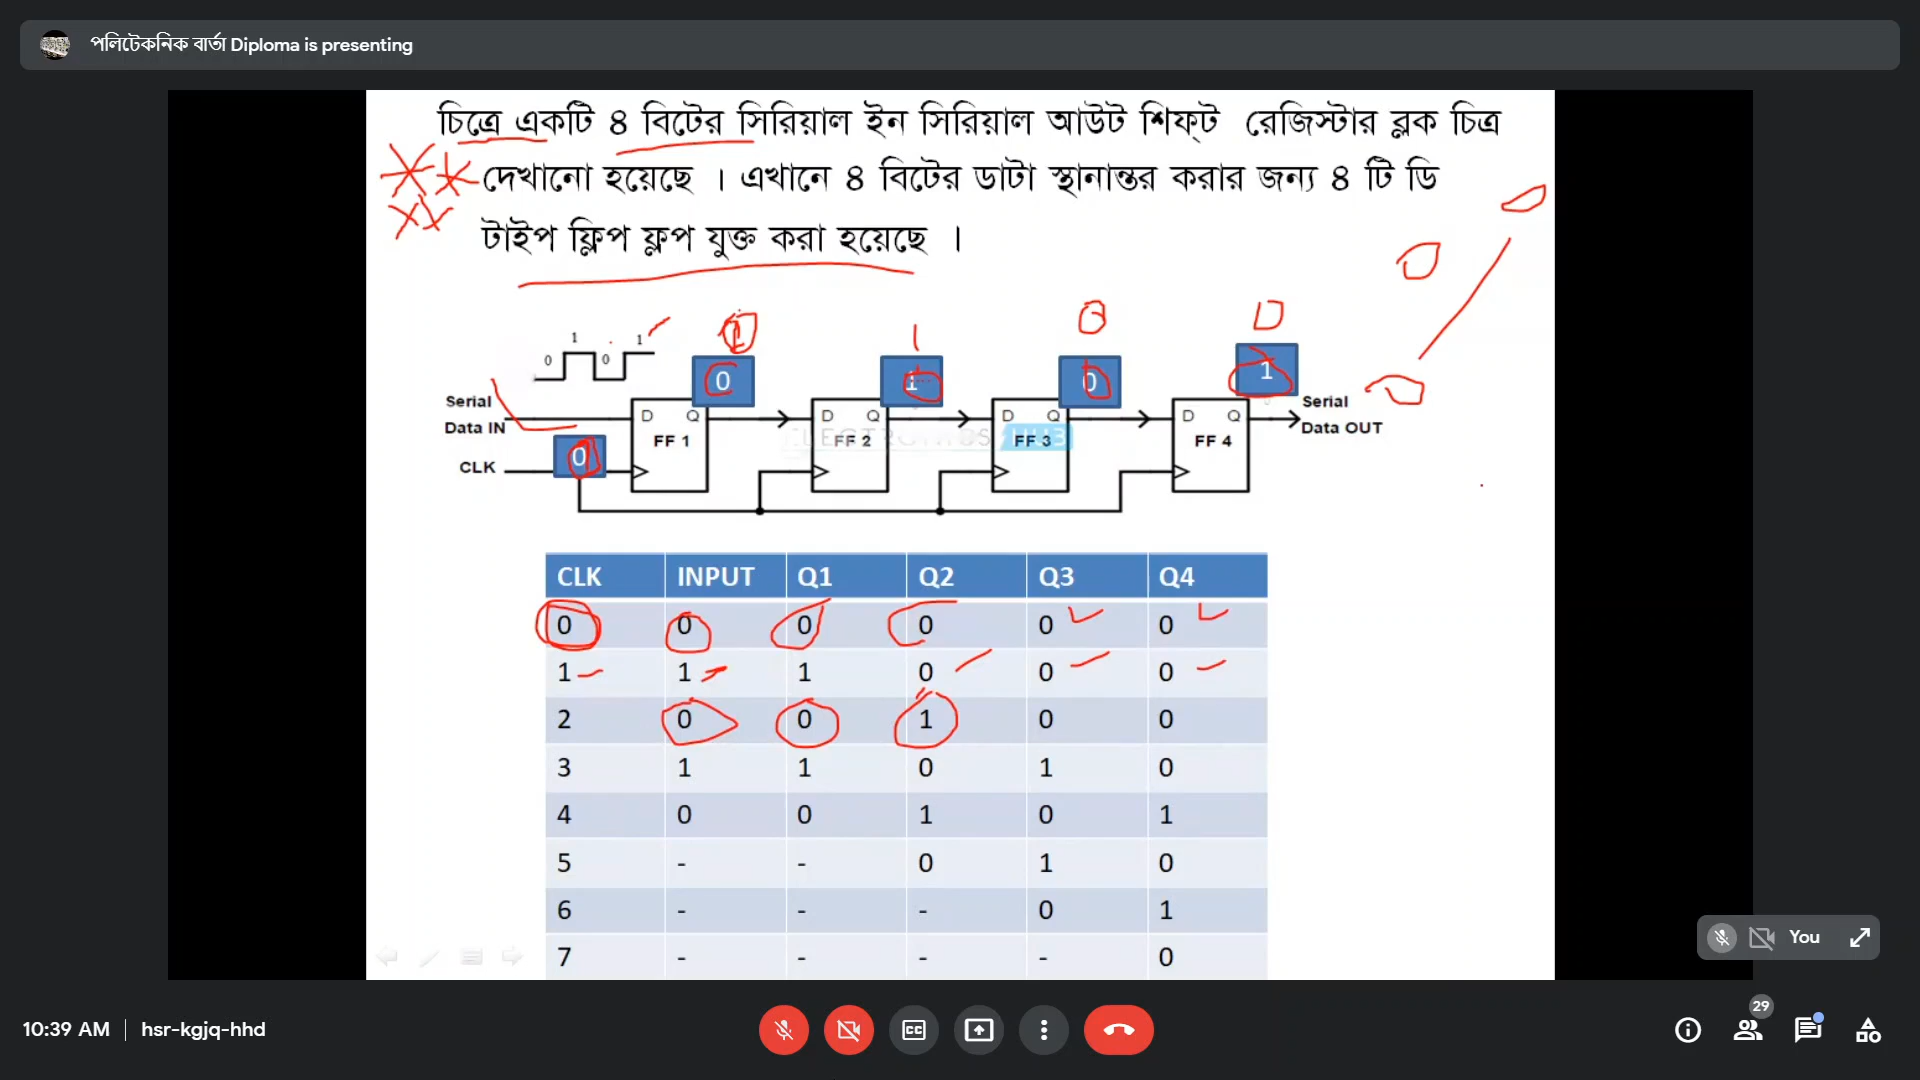 পলিটেকনিক বার্তা Diploma is presenting
চিত্রে একটি ৪ বিটের সিরিয়াল ইন সিরিয়াল আউট শিফ্ট রেজিস্টার ব্লক চিত্র
দেখানো হয়েছে । এখানে ৪ বিটের ডাটা স্থানান্তর করার জন্য ৪ টি ডি
টাইপ ফ্লিপ ফ্লপ যুক্ত করা হয়েছে ।
0 1 0 1
0 1 0 1
Serial
Data IN
D Q D Q D Q D Q
Serial
Data OUT
FF 1 FF 2 FF 3 FF 4
0
CLK
CLK INPUT Q1 Q2 Q3 Q4
0 0 0 0 0 0
1 1 1 0 0 0
2 0 0 1 0 0
3 1 1 0 1 0
4 0 0 1 0 1
5 - - 0 1 0
6 - - - 0 1
7 - - - - 0
You
10:39 AM | hsr-kgjq-hhd
CC
29